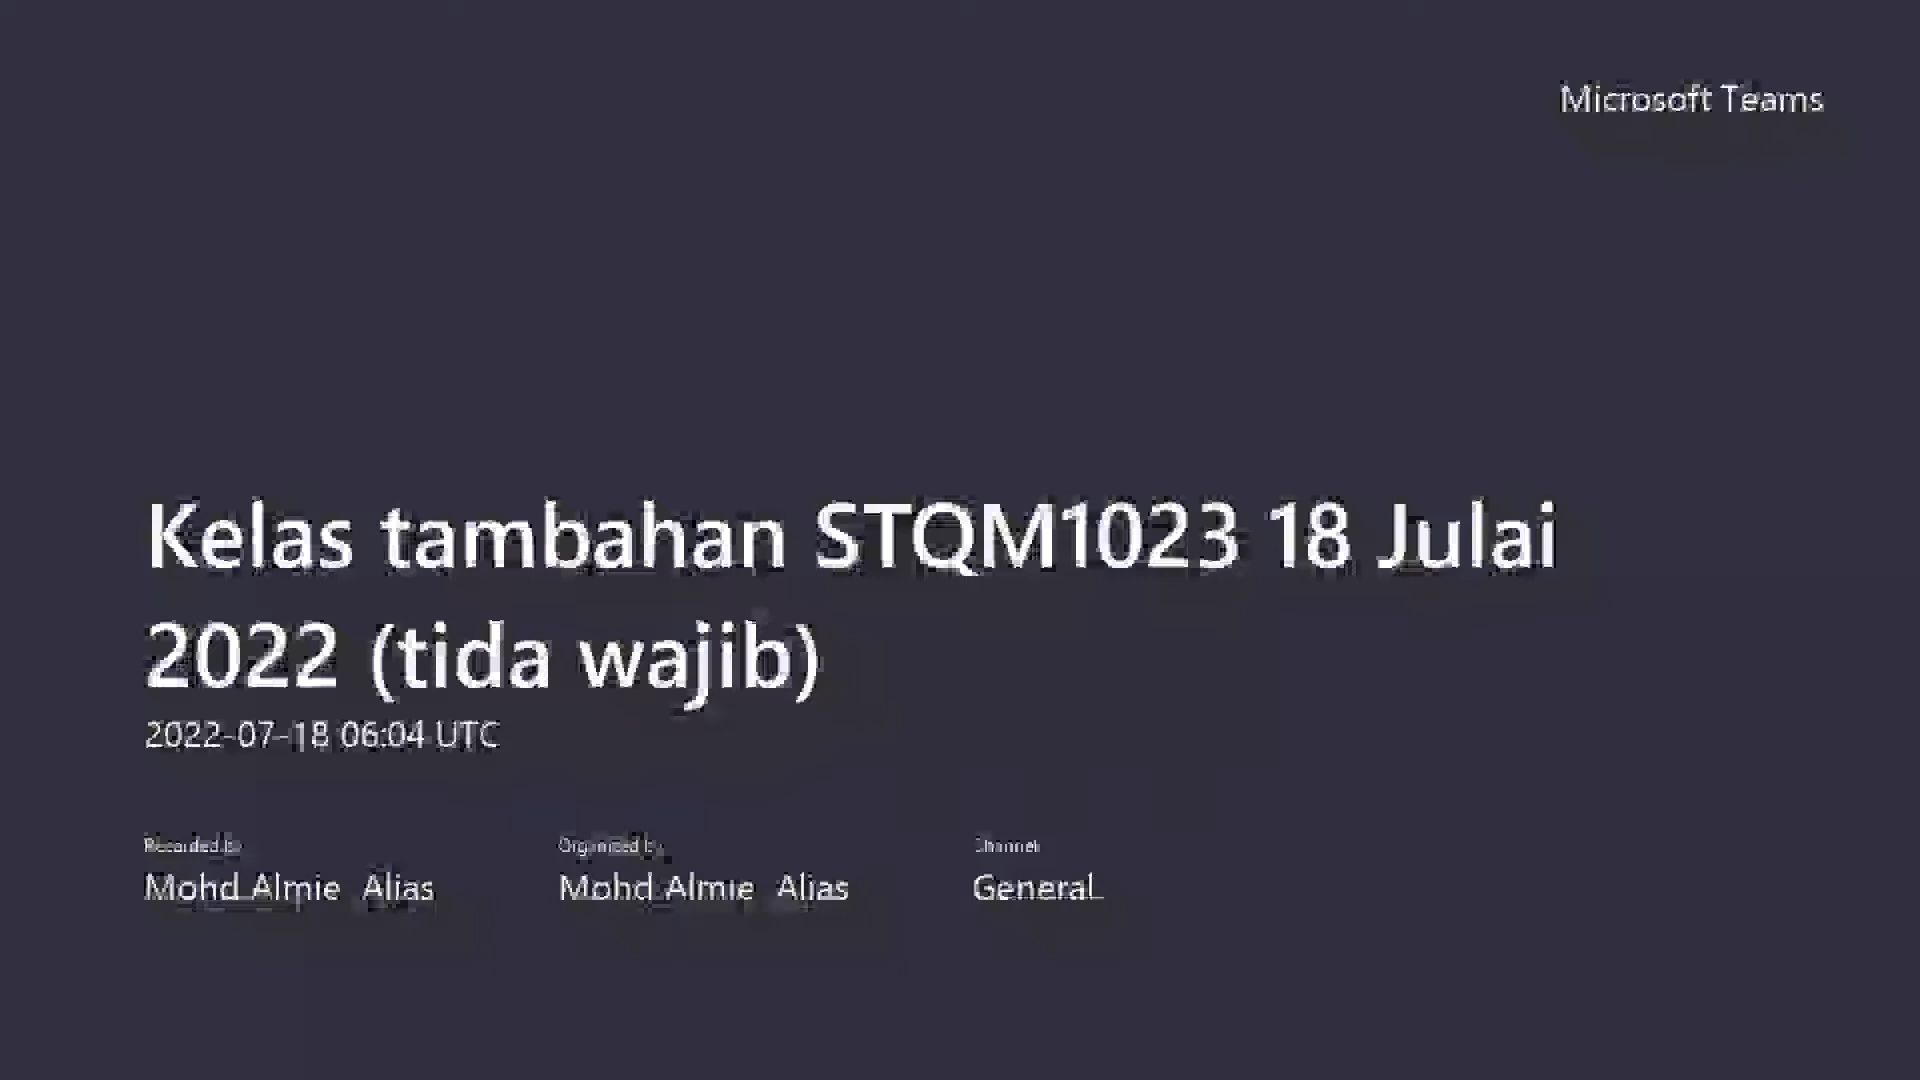 Microsoft Teams
Kelas tambahan STQM1023 18 Julai
2022 (tida wajib)
2022-07-18 06:04 UTC
Recorded by
Organized by
Channel
Mohd Almie Alias
Mohd Almie Alias
General